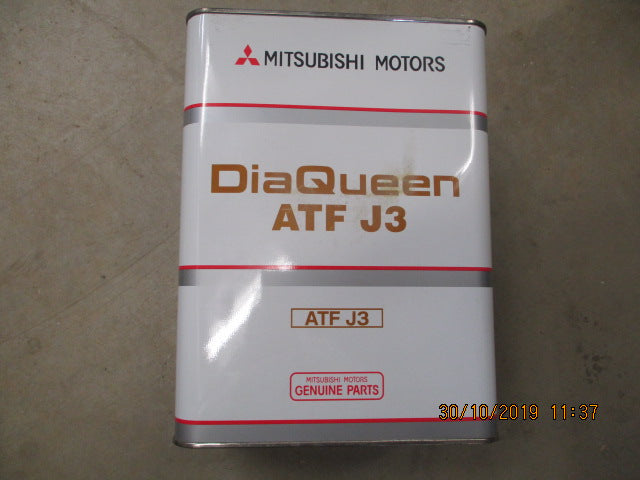 MITSUBISHI MOTORS
DiaQueen
ATF J3
ATF J3
MITSUBISHI MOTORS
GENUINE PARTS
30/10/2019 11:37